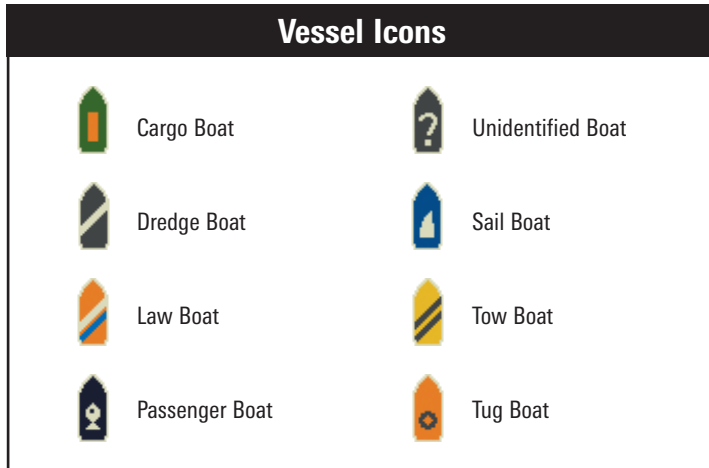 Vessel Icons
Cargo Boat
?
Unidentified Boat
Dredge Boat
Sail Boat
Law Boat
Tow Boat
Passenger Boat
Tug Boat